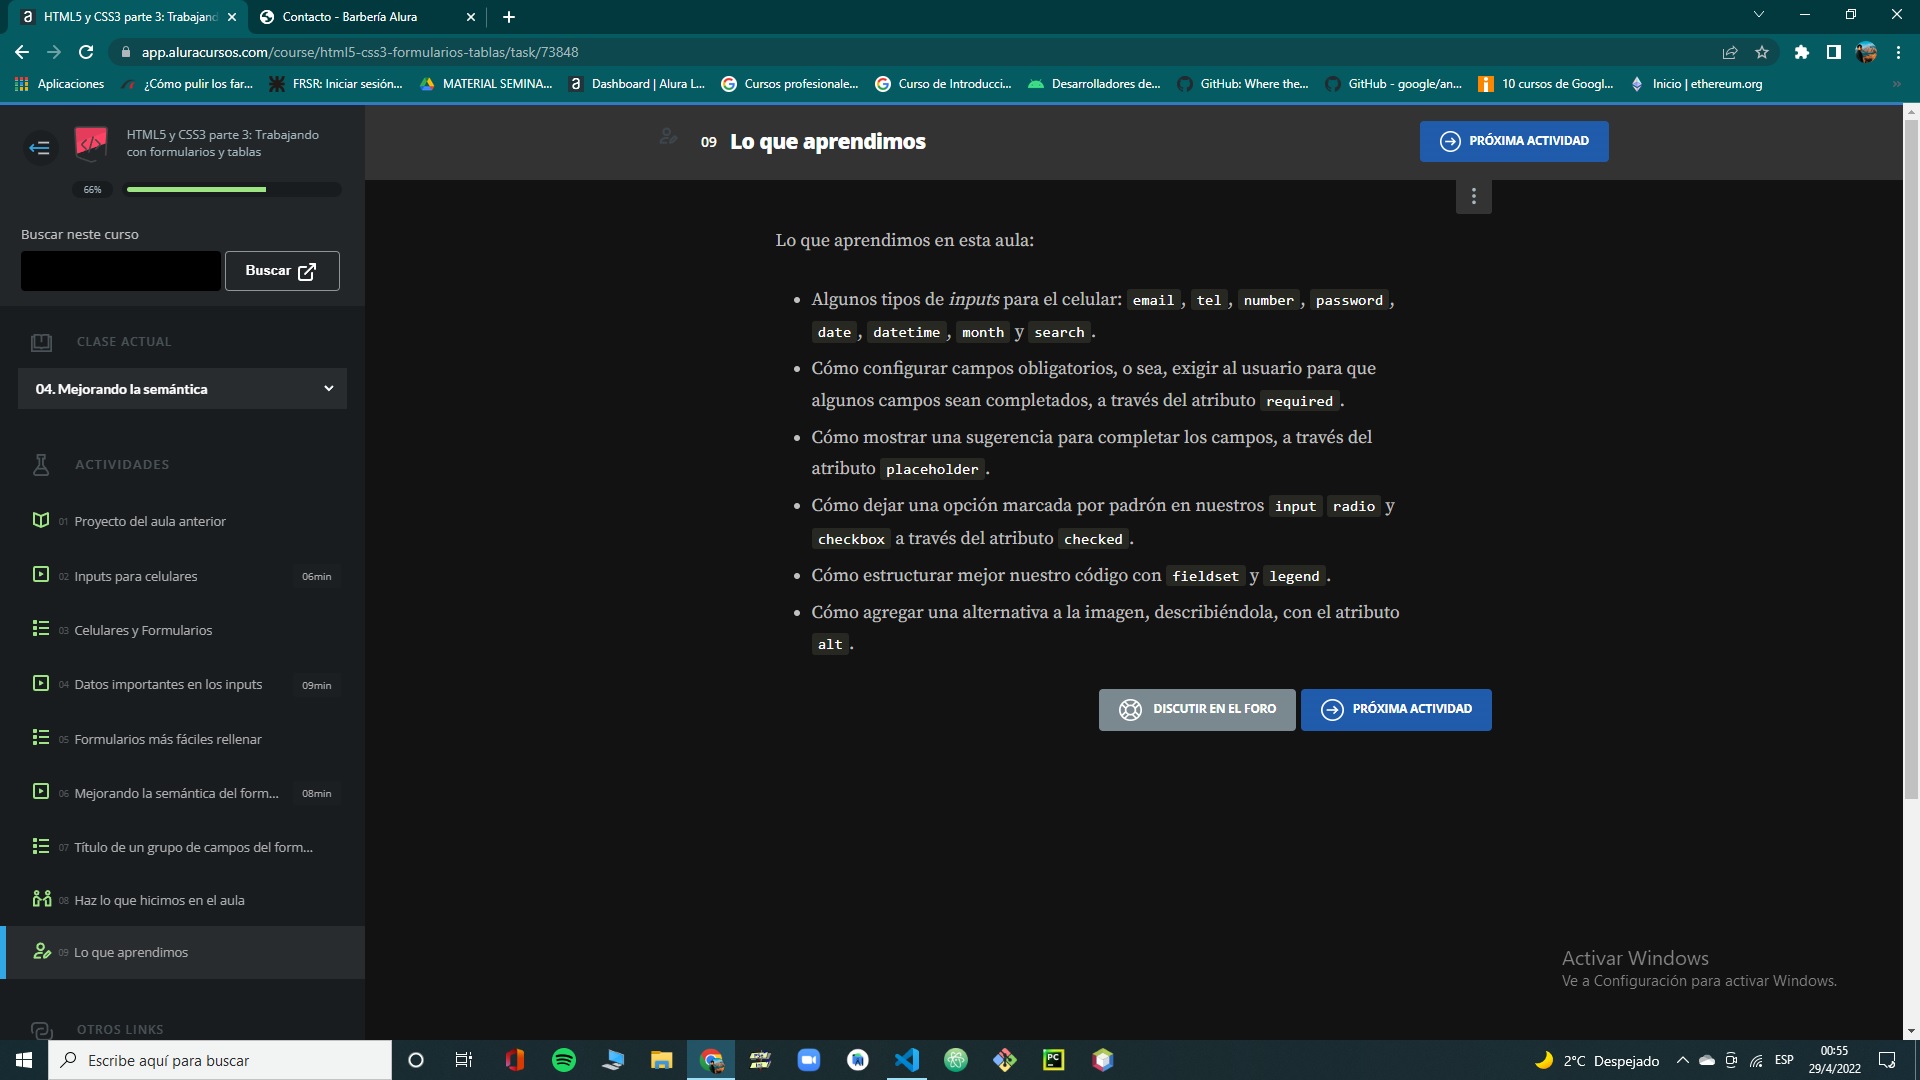 HTML5 y CSS3 parte 3: Trabajand
Contacto - Barbería Alura
app.aluracursos.com/course/html5-css3-formularios-tablas/task/73848
Aplicaciones
¿Cómo pulir los far...
FRSR: Iniciar sesión...
MATERIAL SEMINA...
Dashboard | Alura L...
Cursos profesionale...
Curso de Introducci...
Desarrolladores de...
GitHub: Where the...
GitHub - google/an...
10 cursos de Googl...
Inicio | ethereum.org
HTML5 y CSS3 parte 3: Trabajando
con formularios y tablas
66%
Buscar neste curso
Buscar
CLASE ACTUAL
04. Mejorando la semántica
ACTIVIDADES
01 Proyecto del aula anterior
02 Inputs para celulares 06min
03 Celulares y Formularios
04 Datos importantes en los inputs 09min
05 Formularios más fáciles rellenar
06 Mejorando la semántica del form... 08min
07 Título de un grupo de campos del form...
08 Haz lo que hicimos en el aula
09 Lo que aprendimos
OTROS LINKS
09 Lo que aprendimos
PRÓXIMA ACTIVIDAD
Lo que aprendimos en esta aula:
• Algunos tipos de inputs para el celular: email, tel, number, password,
date, datetime, month y search.
• Cómo configurar campos obligatorios, o sea, exigir al usuario para que
algunos campos sean completados, a través del atributo required.
• Cómo mostrar una sugerencia para completar los campos, a través del
atributo placeholder.
• Cómo dejar una opción marcada por padrón en nuestros input radio y
checkbox a través del atributo checked.
• Cómo estructurar mejor nuestro código con fieldset y legend.
• Cómo agregar una alternativa a la imagen, describiéndola, con el atributo
alt.
DISCUTIR EN EL FORO
PRÓXIMA ACTIVIDAD
Activar Windows
Ve a Configuración para activar Windows.
Escribe aquí para buscar
PC
2°C Despejado
ESP
00:55
29/4/2022